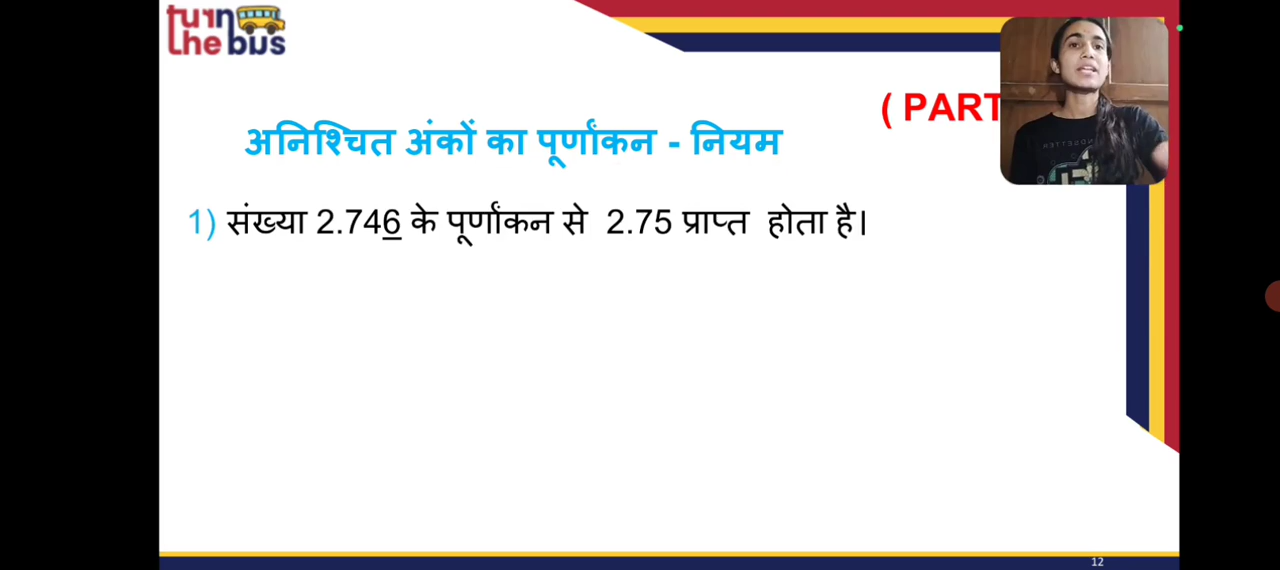 turn
the bus
( PART
अनिश्चित अंकों का पूर्णांकन - नियम
1) संख्या 2.746 के पूर्णांकन से 2.75 प्राप्त होता है।
12